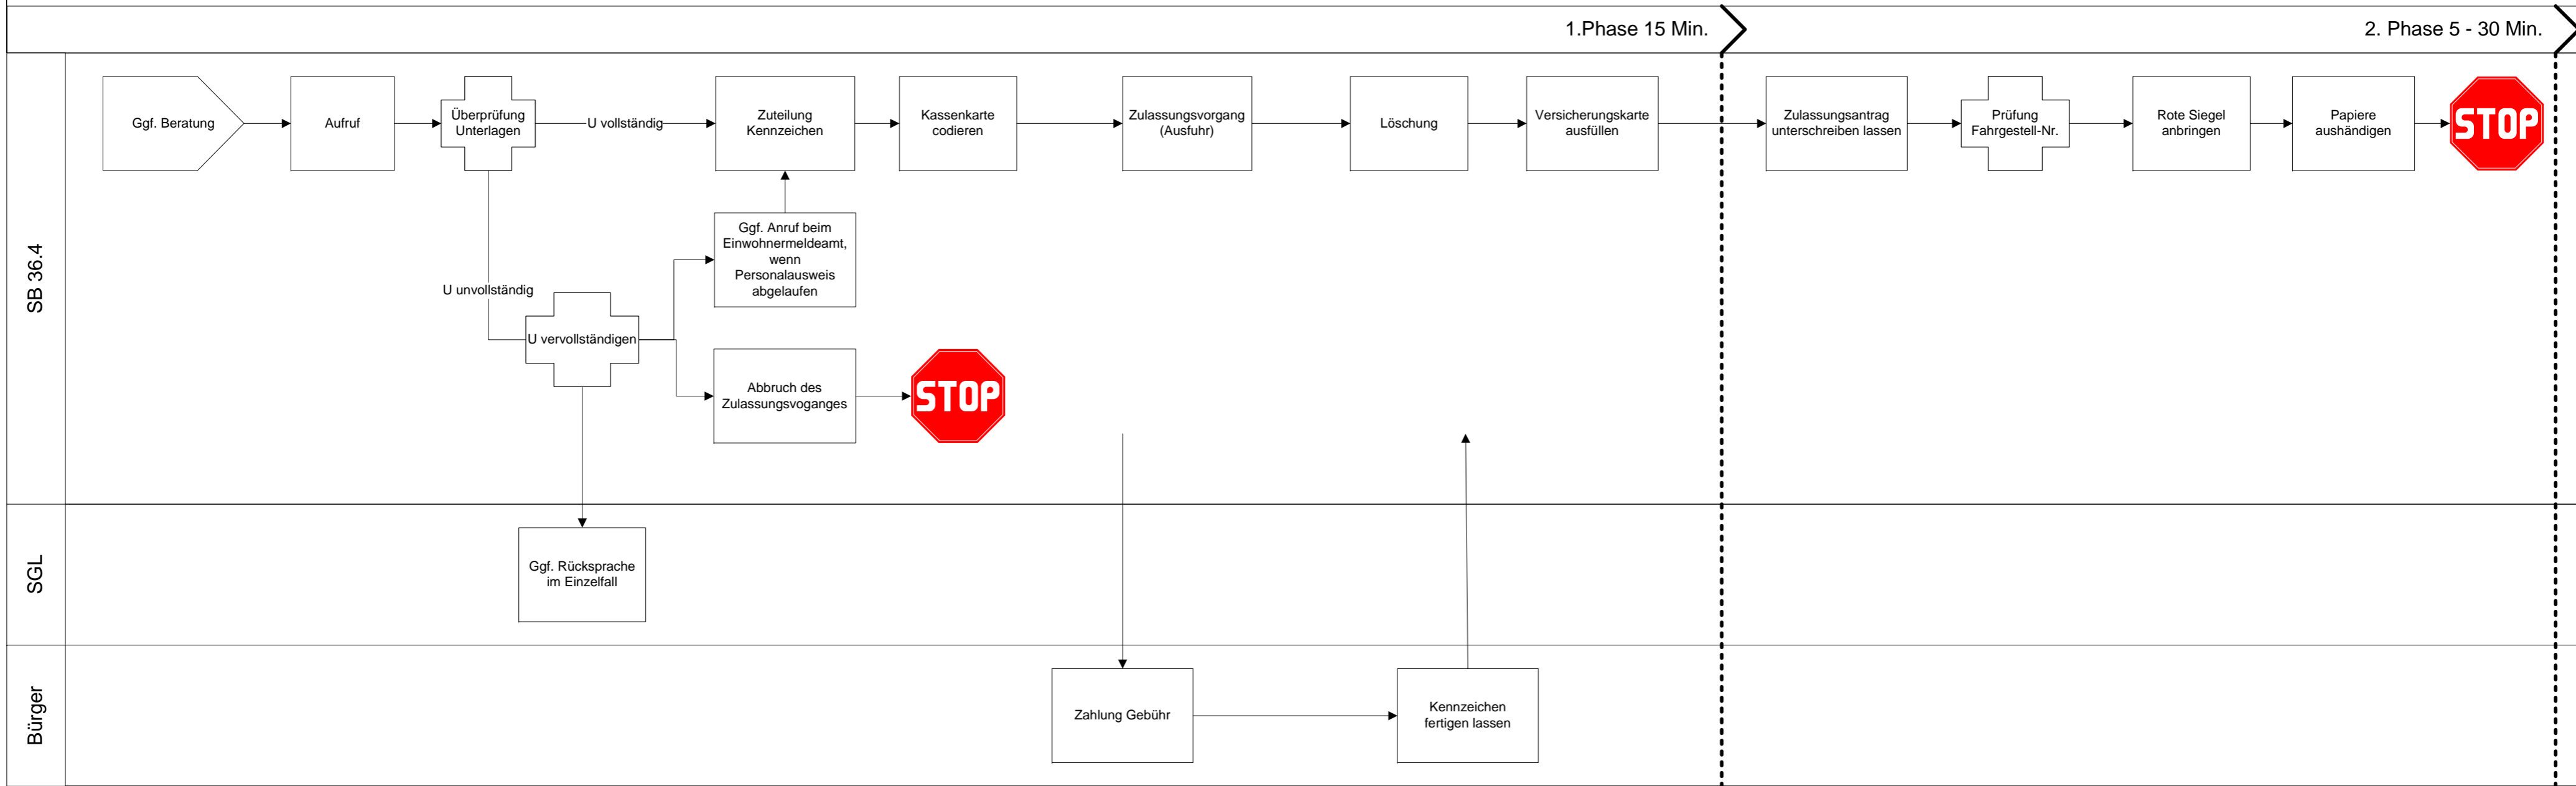 1.Phase 15 Min.
2. Phase 5 - 30 Min.
SB 36.4
Ggf. Beratung
Aufruf
Überprüfung
Unterlagen
U vollständig
Zuteilung
Kennzeichen
Kassenkarte
codieren
Zulassungsvorgang
(Ausfuhr)
Löschung
Versicherungskarte
ausfüllen
Zulassungsantrag
unterschreiben lassen
Prüfung
Fahrgestell-Nr.
Rote Siegel
anbringen
Papiere
aushändigen
STOP
Ggf. Anruf beim
Einwohnermeldeamt,
wenn
Personalausweis
abgelaufen
U unvollständig
U vervollständigen
Abbruch des
Zulassungsvoganges
STOP
SGL
Ggf. Rücksprache
im Einzelfall
Bürger
Zahlung Gebühr
Kennzeichen
fertigen lassen